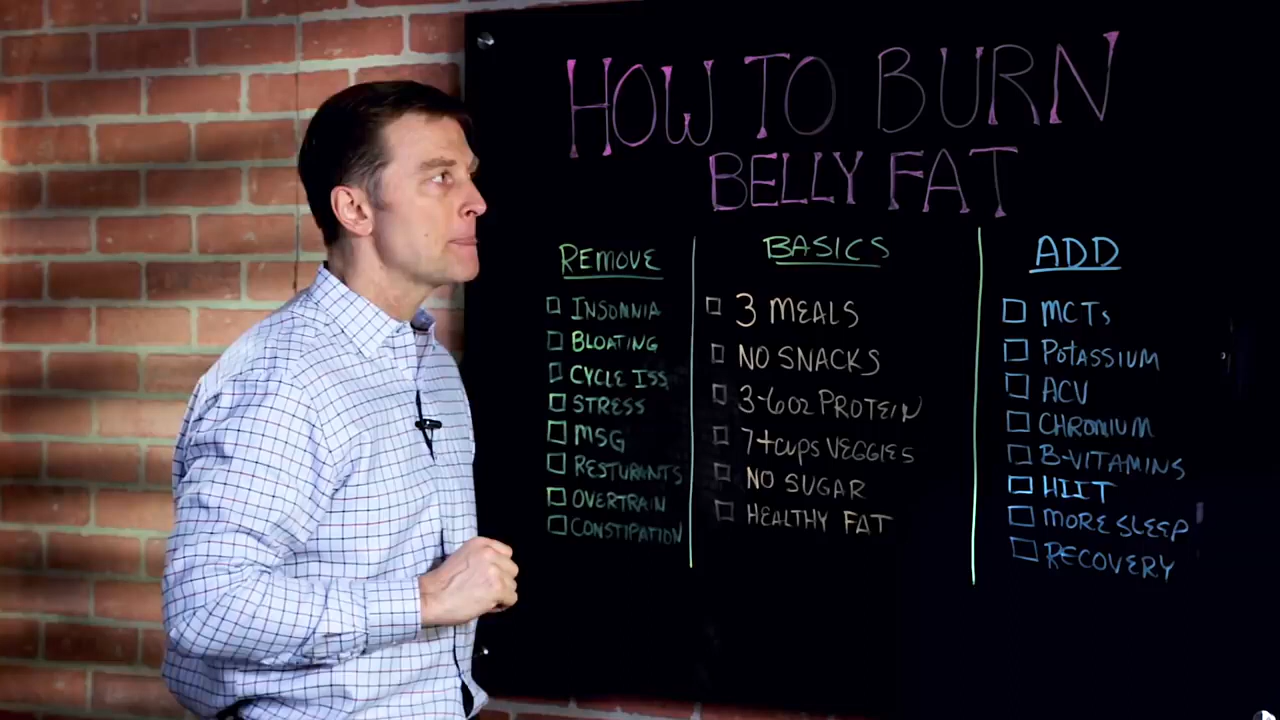 HOW TO BURN
BELLY FAT
REMOVE
INSOMNIA
BLOATING
CYCLE ISS
STRESS
MSG
RESTURANTS
OVERTRAIN
CONSTIPATION
BASICS
3 MEALS
NO SNACKS
3-6oz PROTEIN
7+cups VEGGIES
NO SUGAR
HEALTHY FAT
ADD
MCTs
POTASSIUM
ACV
CHROMIUM
B-VITAMINS
HIIT
MORE SLEEP
RECOVERY